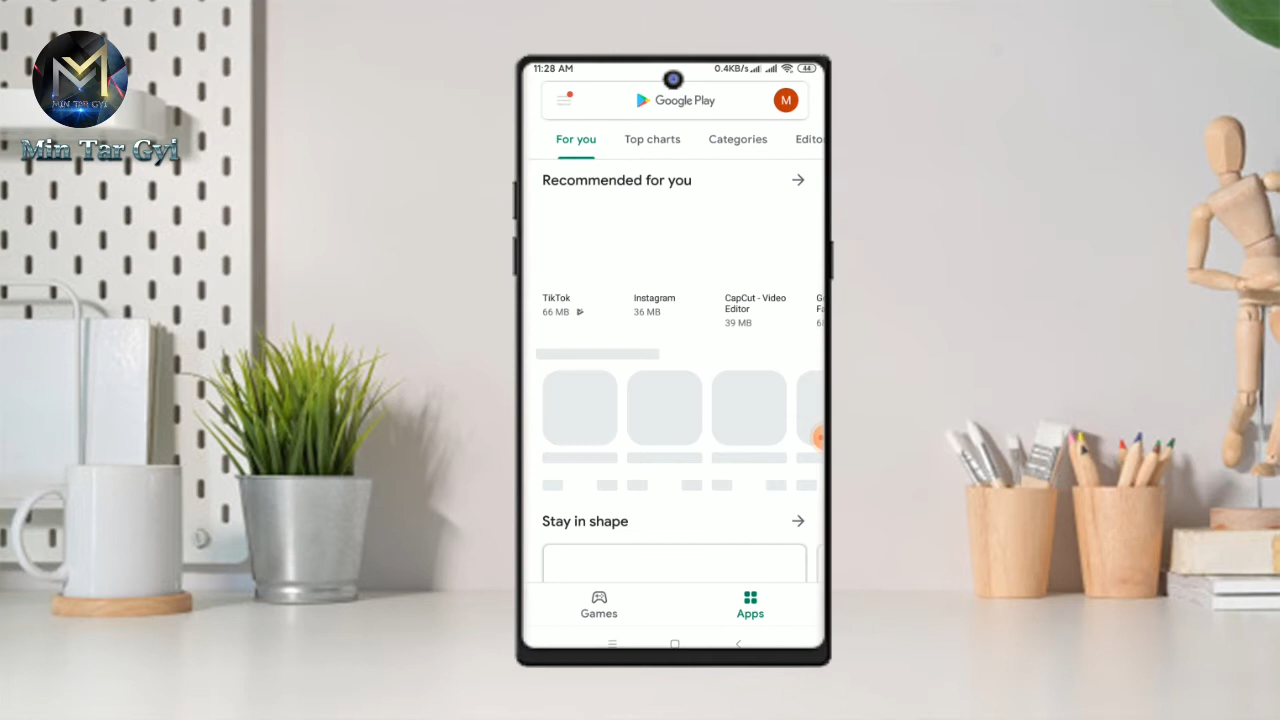 MIN TAR GYI
Min Tar Gyi
11:28 AM
0.4KB/s
44
Google Play
M
For you
Top charts
Categories
Edito
Recommended for you
TikTok
66 MB
Instagram
36 MB
CapCut - Video
Editor
39 MB
Stay in shape
Games
Apps